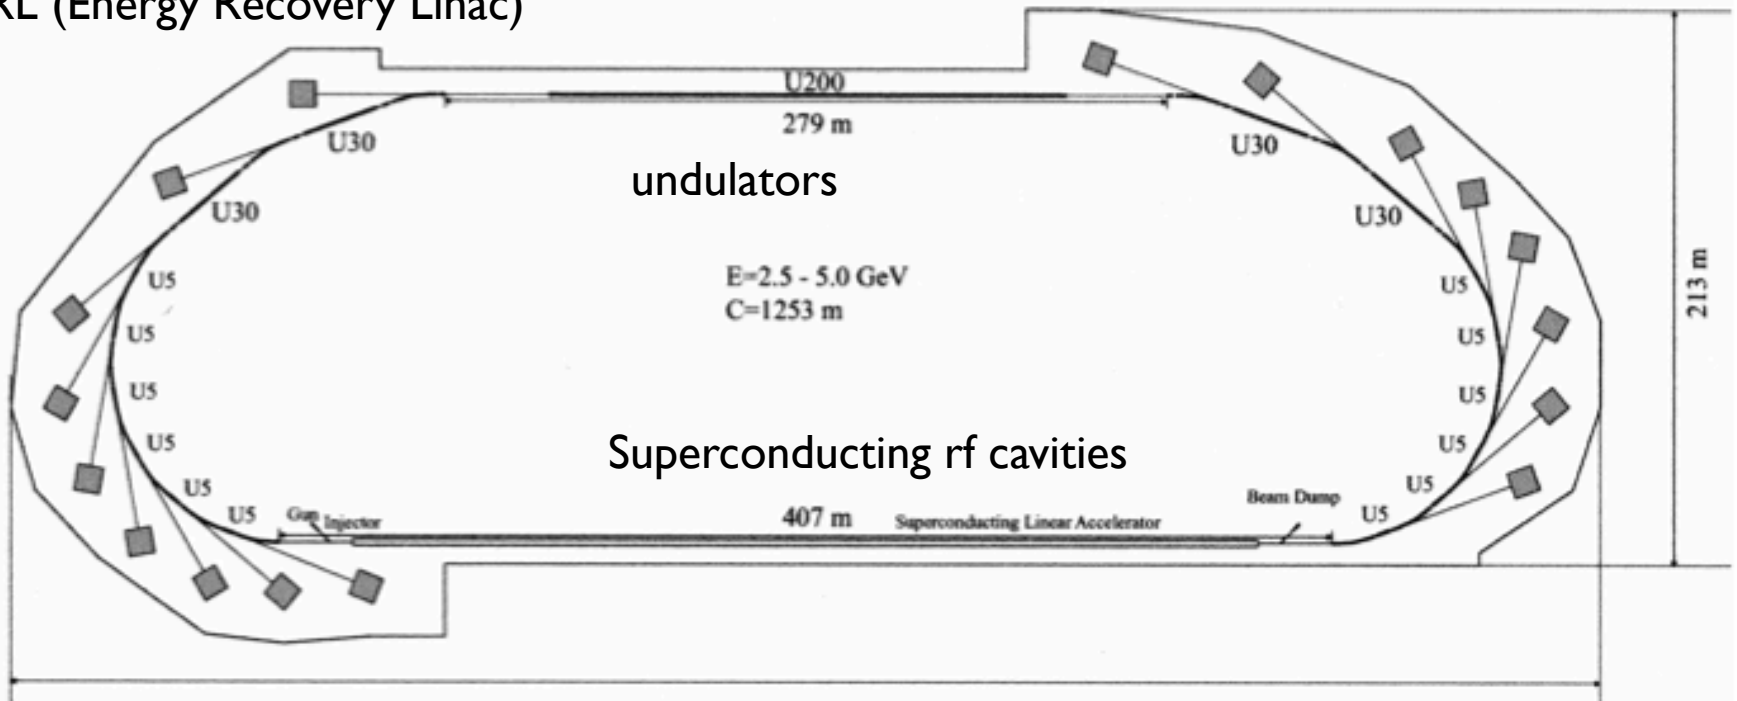 (Energy Recovery Linac)
U200
279 m
U30
U30
undulators
U30
U30
E=2.5 - 5.0 GeV
C=1253 m
213 m
U5
U5
U5
U5
U5
U5
U5
U5
U5
U5
U5
U5
Superconducting rf cavities
Gun
Injector
407 m
Superconducting Linear Accelerator
Beam Dump